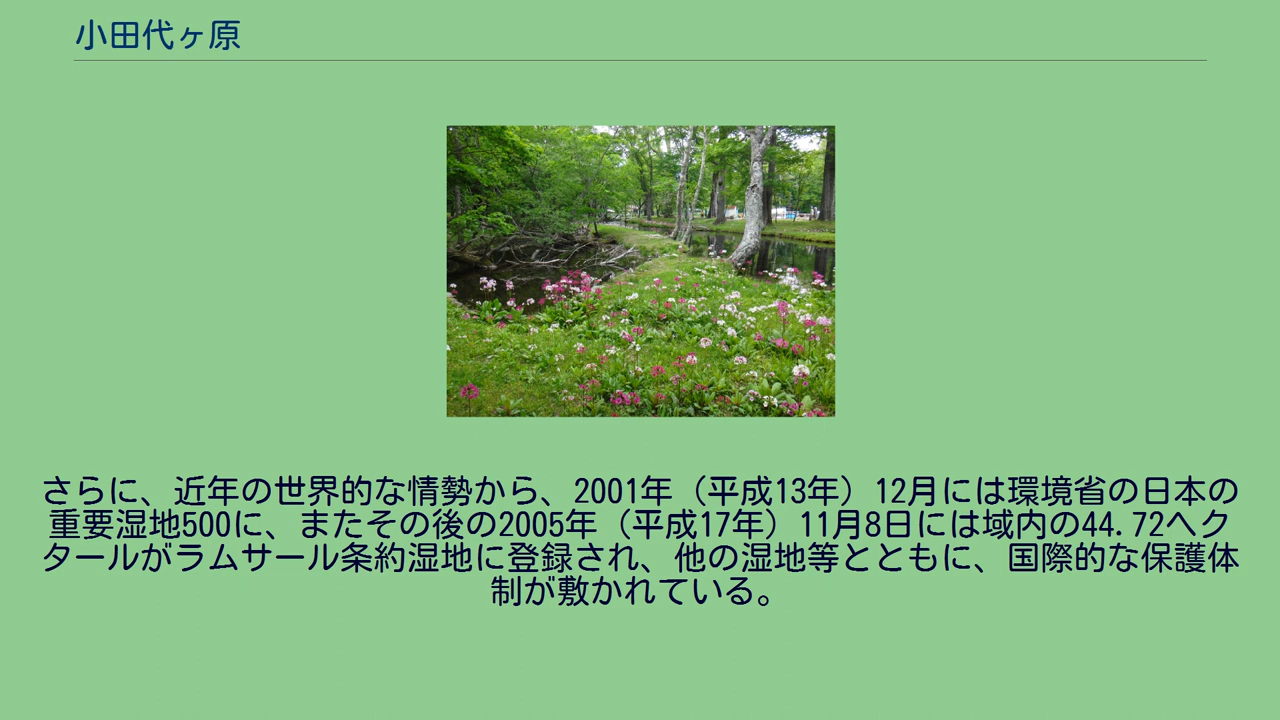 小田代ヶ原
さらに、近年の世界的な情勢から、2001年（平成13年）12月には環境省の日本の
重要湿地500に、またその後の2005年（平成17年）11月8日には域内の44.72ヘク
タールがラムサール条約湿地に登録され、他の湿地等とともに、国際的な保護体
制が敷かれている。